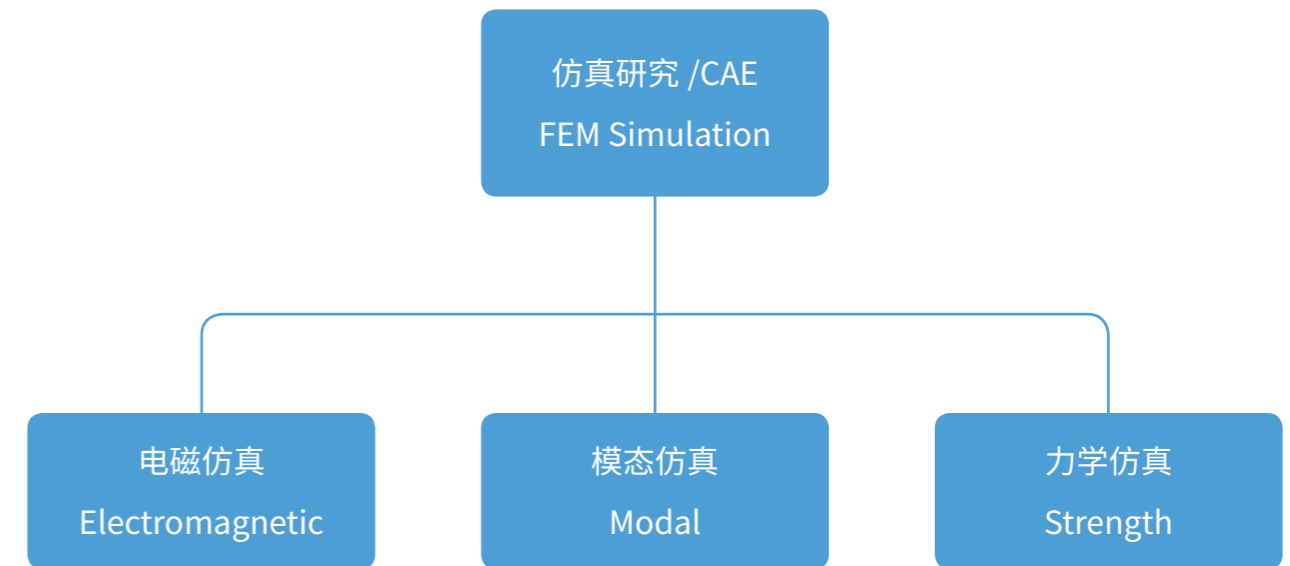 仿真研究 /CAE
FEM Simulation
电磁仿真
Electromagnetic
模态仿真
Modal
力学仿真
Strength